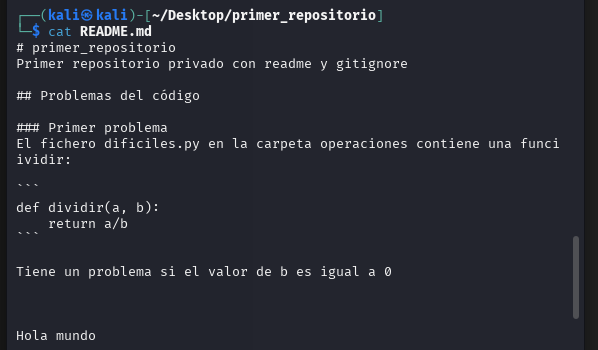 ┌──(kali㉿kali)-[~/Desktop/primer_repositorio]
└─$ cat README.md
# primer_repositorio
Primer repositorio privado con readme y gitignore
## Problemas del código
### Primer problema
El fichero dificiles.py en la carpeta operaciones contiene una funci
ividir:
```
def dividir(a, b):
    return a/b
```
Tiene un problema si el valor de b es igual a 0
Hola mundo